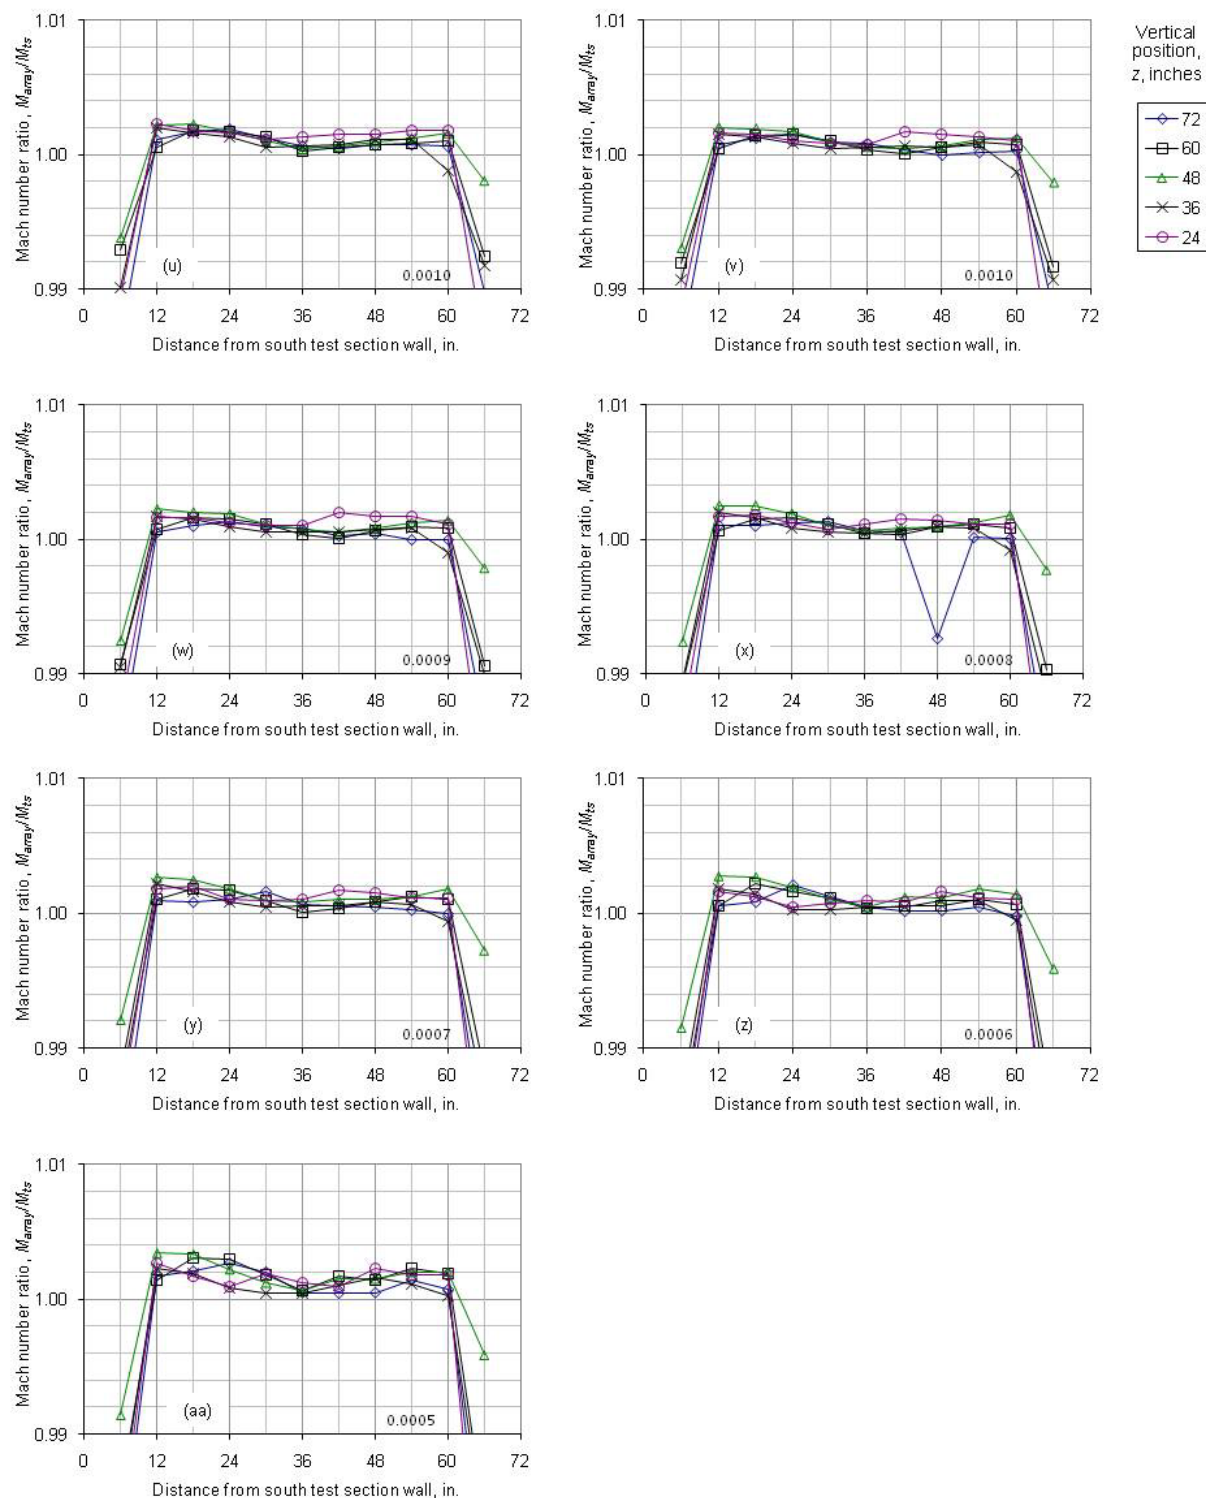 1.01
1.00
0.99
Mach number ratio, Marray/Mts
(u)
0.0010
0 12 24 36 48 60 72
Distance from south test section wall, in.
1.01
1.00
0.99
Mach number ratio, Marray/Mts
(v)
0.0010
0 12 24 36 48 60 72
Distance from south test section wall, in.
Vertical
position,
z, inches
72
60
48
36
24
1.01
1.00
0.99
Mach number ratio, Marray/Mts
(w)
0.0009
0 12 24 36 48 60 72
Distance from south test section wall, in.
1.01
1.00
0.99
Mach number ratio, Marray/Mts
(x)
0.0008
0 12 24 36 48 60 72
Distance from south test section wall, in.
1.01
1.00
0.99
Mach number ratio, Marray/Mts
(y)
0.0007
0 12 24 36 48 60 72
Distance from south test section wall, in.
1.01
1.00
0.99
Mach number ratio, Marray/Mts
(z)
0.0006
0 12 24 36 48 60 72
Distance from south test section wall, in.
1.01
1.00
0.99
Mach number ratio, Marray/Mts
(aa)
0.0005
0 12 24 36 48 60 72
Distance from south test section wall, in.